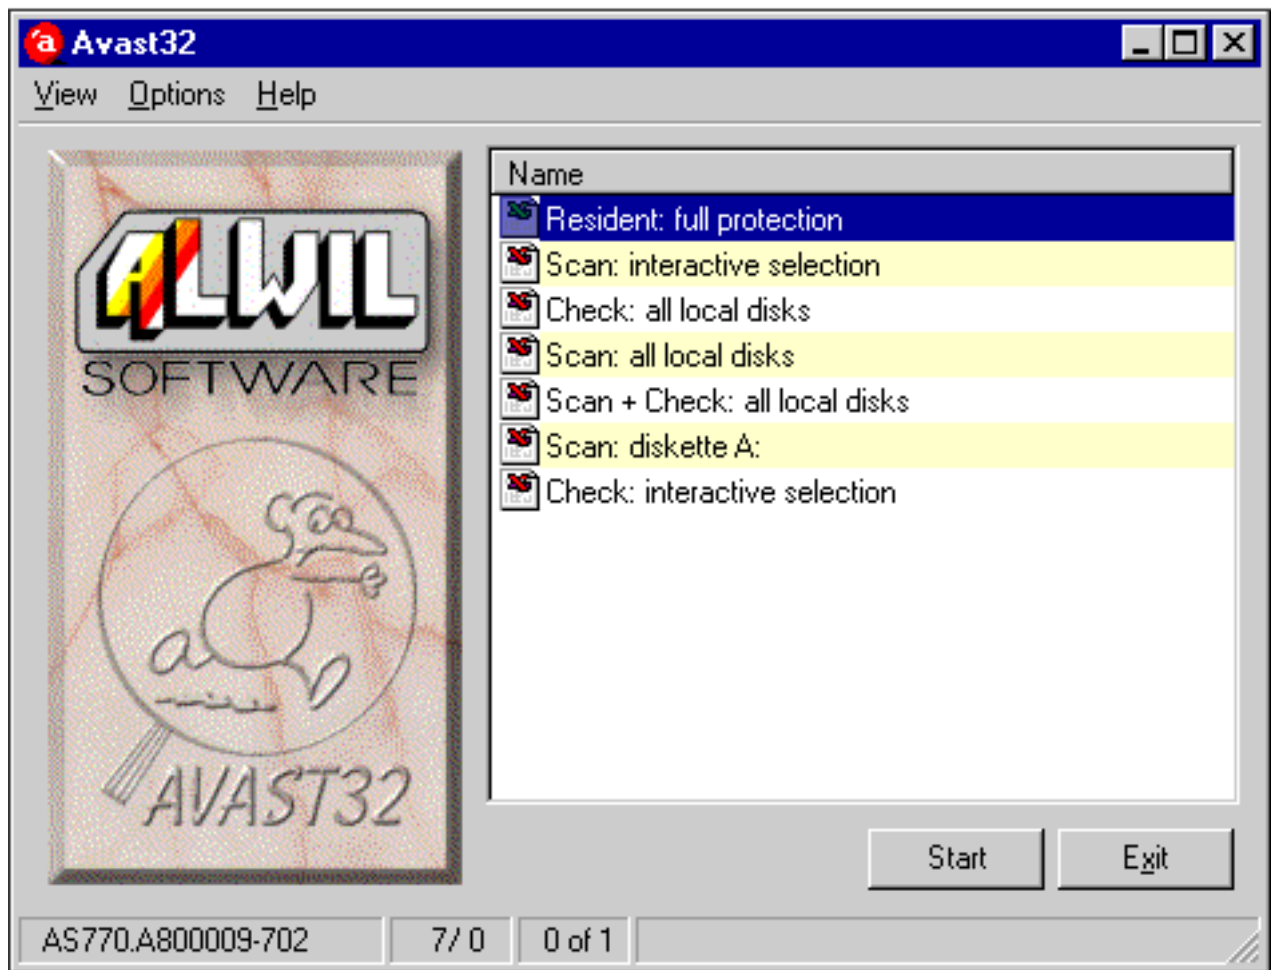 Avast32
View Options Help
ALWIL
SOFTWARE
AVAST32
Name
Resident: full protection
Scan: interactive selection
Check: all local disks
Scan: all local disks
Scan + Check: all local disks
Scan: diskette A:
Check: interactive selection
Start Exit
AS770.A800009-702 7/ 0 0 of 1